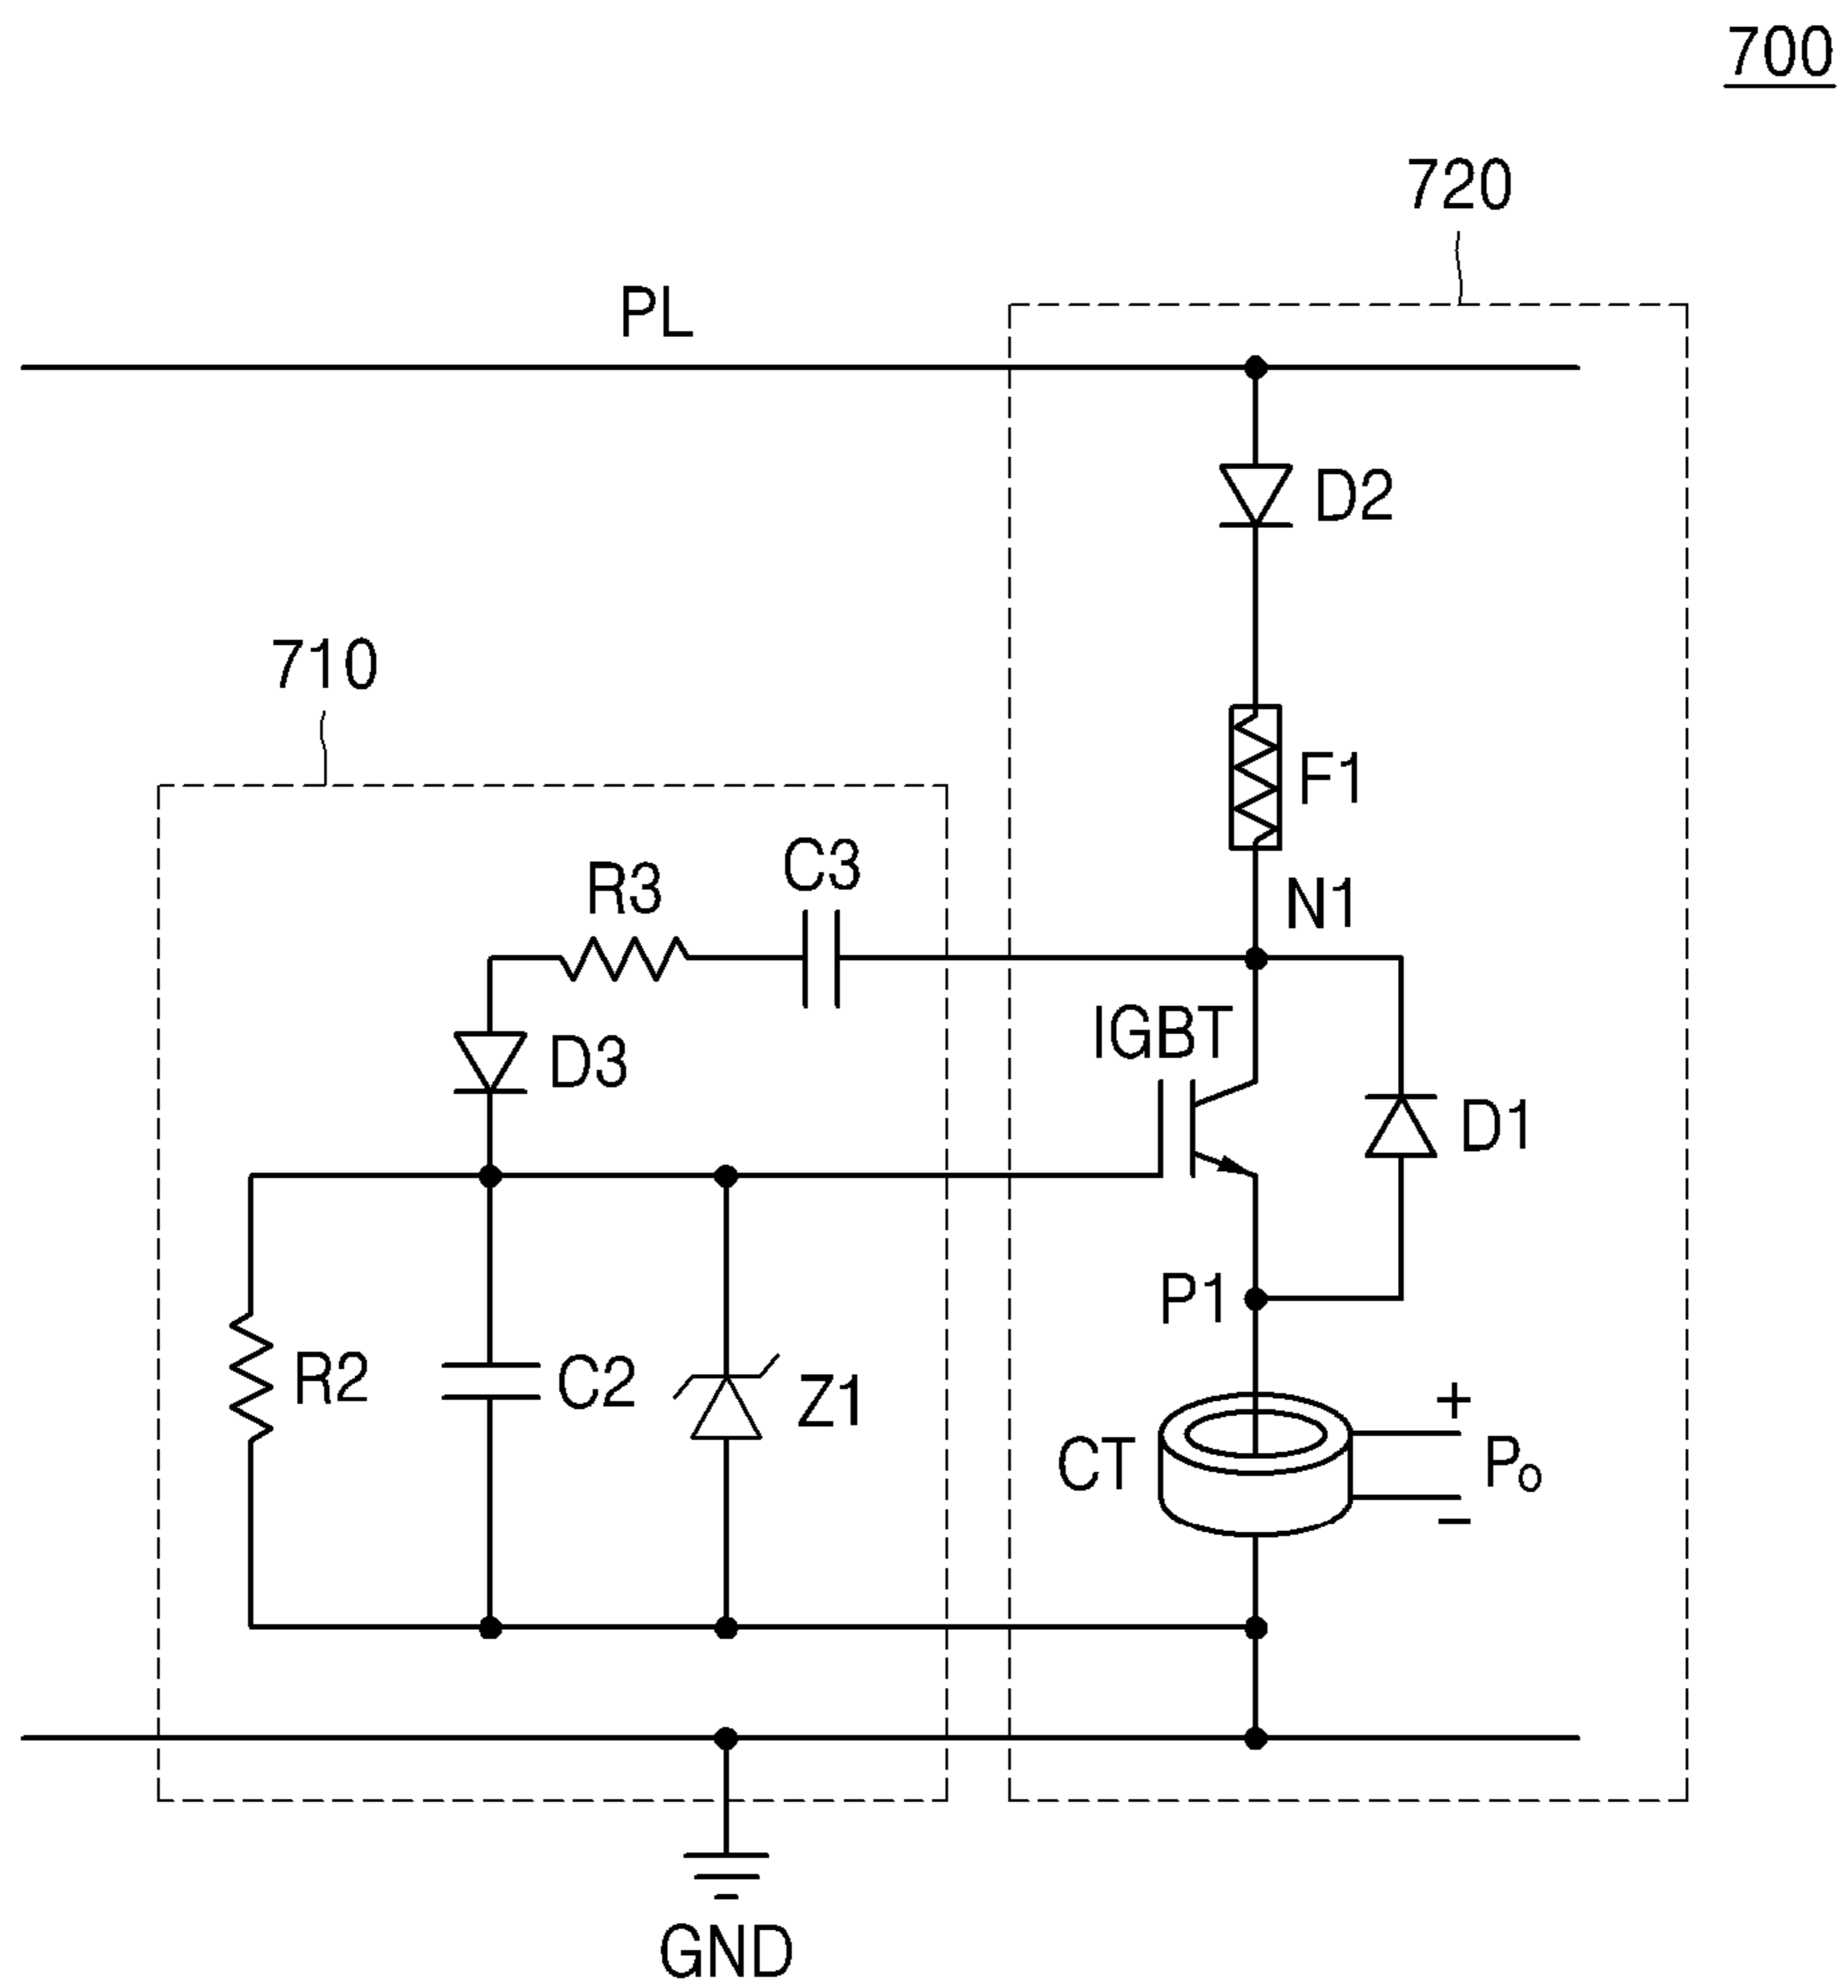 700
720
PL
D2
710
F1
C3
R3
N1
IGBT
D3
D1
P1
R2
C2
Z1
+
CT
Po
−
GND